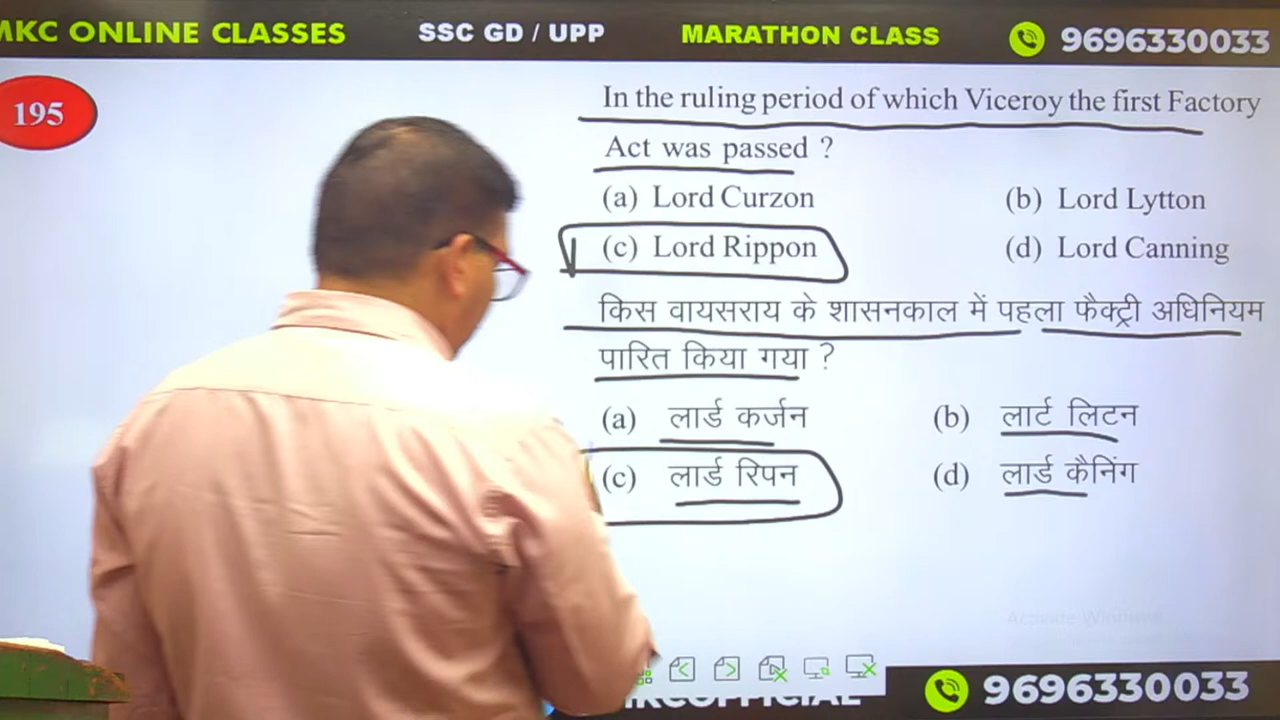 MKC ONLINE CLASSES SSC GD / UPP MARATHON CLASS 9696330033
195
In the ruling period of which Viceroy the first Factory
Act was passed ?
(a) Lord Curzon (b) Lord Lytton
(c) Lord Rippon (d) Lord Canning
किस वायसराय के शासनकाल में पहला फैक्ट्री अधिनियम
पारित किया गया ?
(a) लार्ड कर्जन (b) लार्ट लिटन
(c) लार्ड रिपन (d) लार्ड कैनिंग
Activate Windows
9696330033